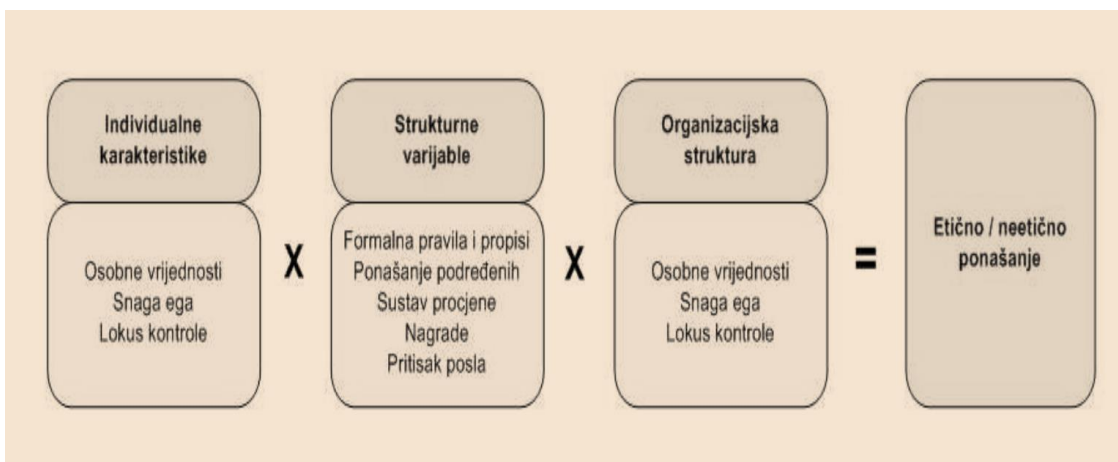 Individualne
karakteristike
Osobne vrijednosti
Snaga ega
Lokus kontrole
X
Strukturne
varijable
Formalna pravila i propisi
Ponašanje podređenih
Sustav procjene
Nagrade
Pritisak posla
X
Organizacijska
struktura
Osobne vrijednosti
Snaga ega
Lokus kontrole
=
Etično / neetično
ponašanje